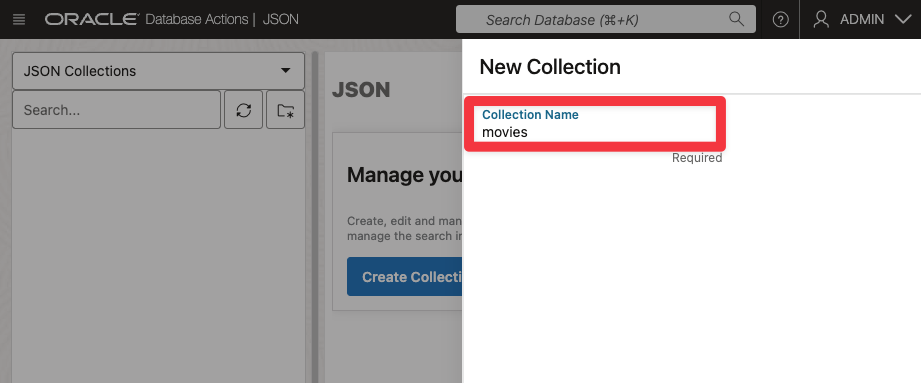 ORACLE Database Actions | JSON
Search Database (⌘+K)
ADMIN
JSON Collections
Search...
JSON
Manage you
Create, edit and man
manage the search in
Create Collecti
New Collection
Collection Name
movies
Required